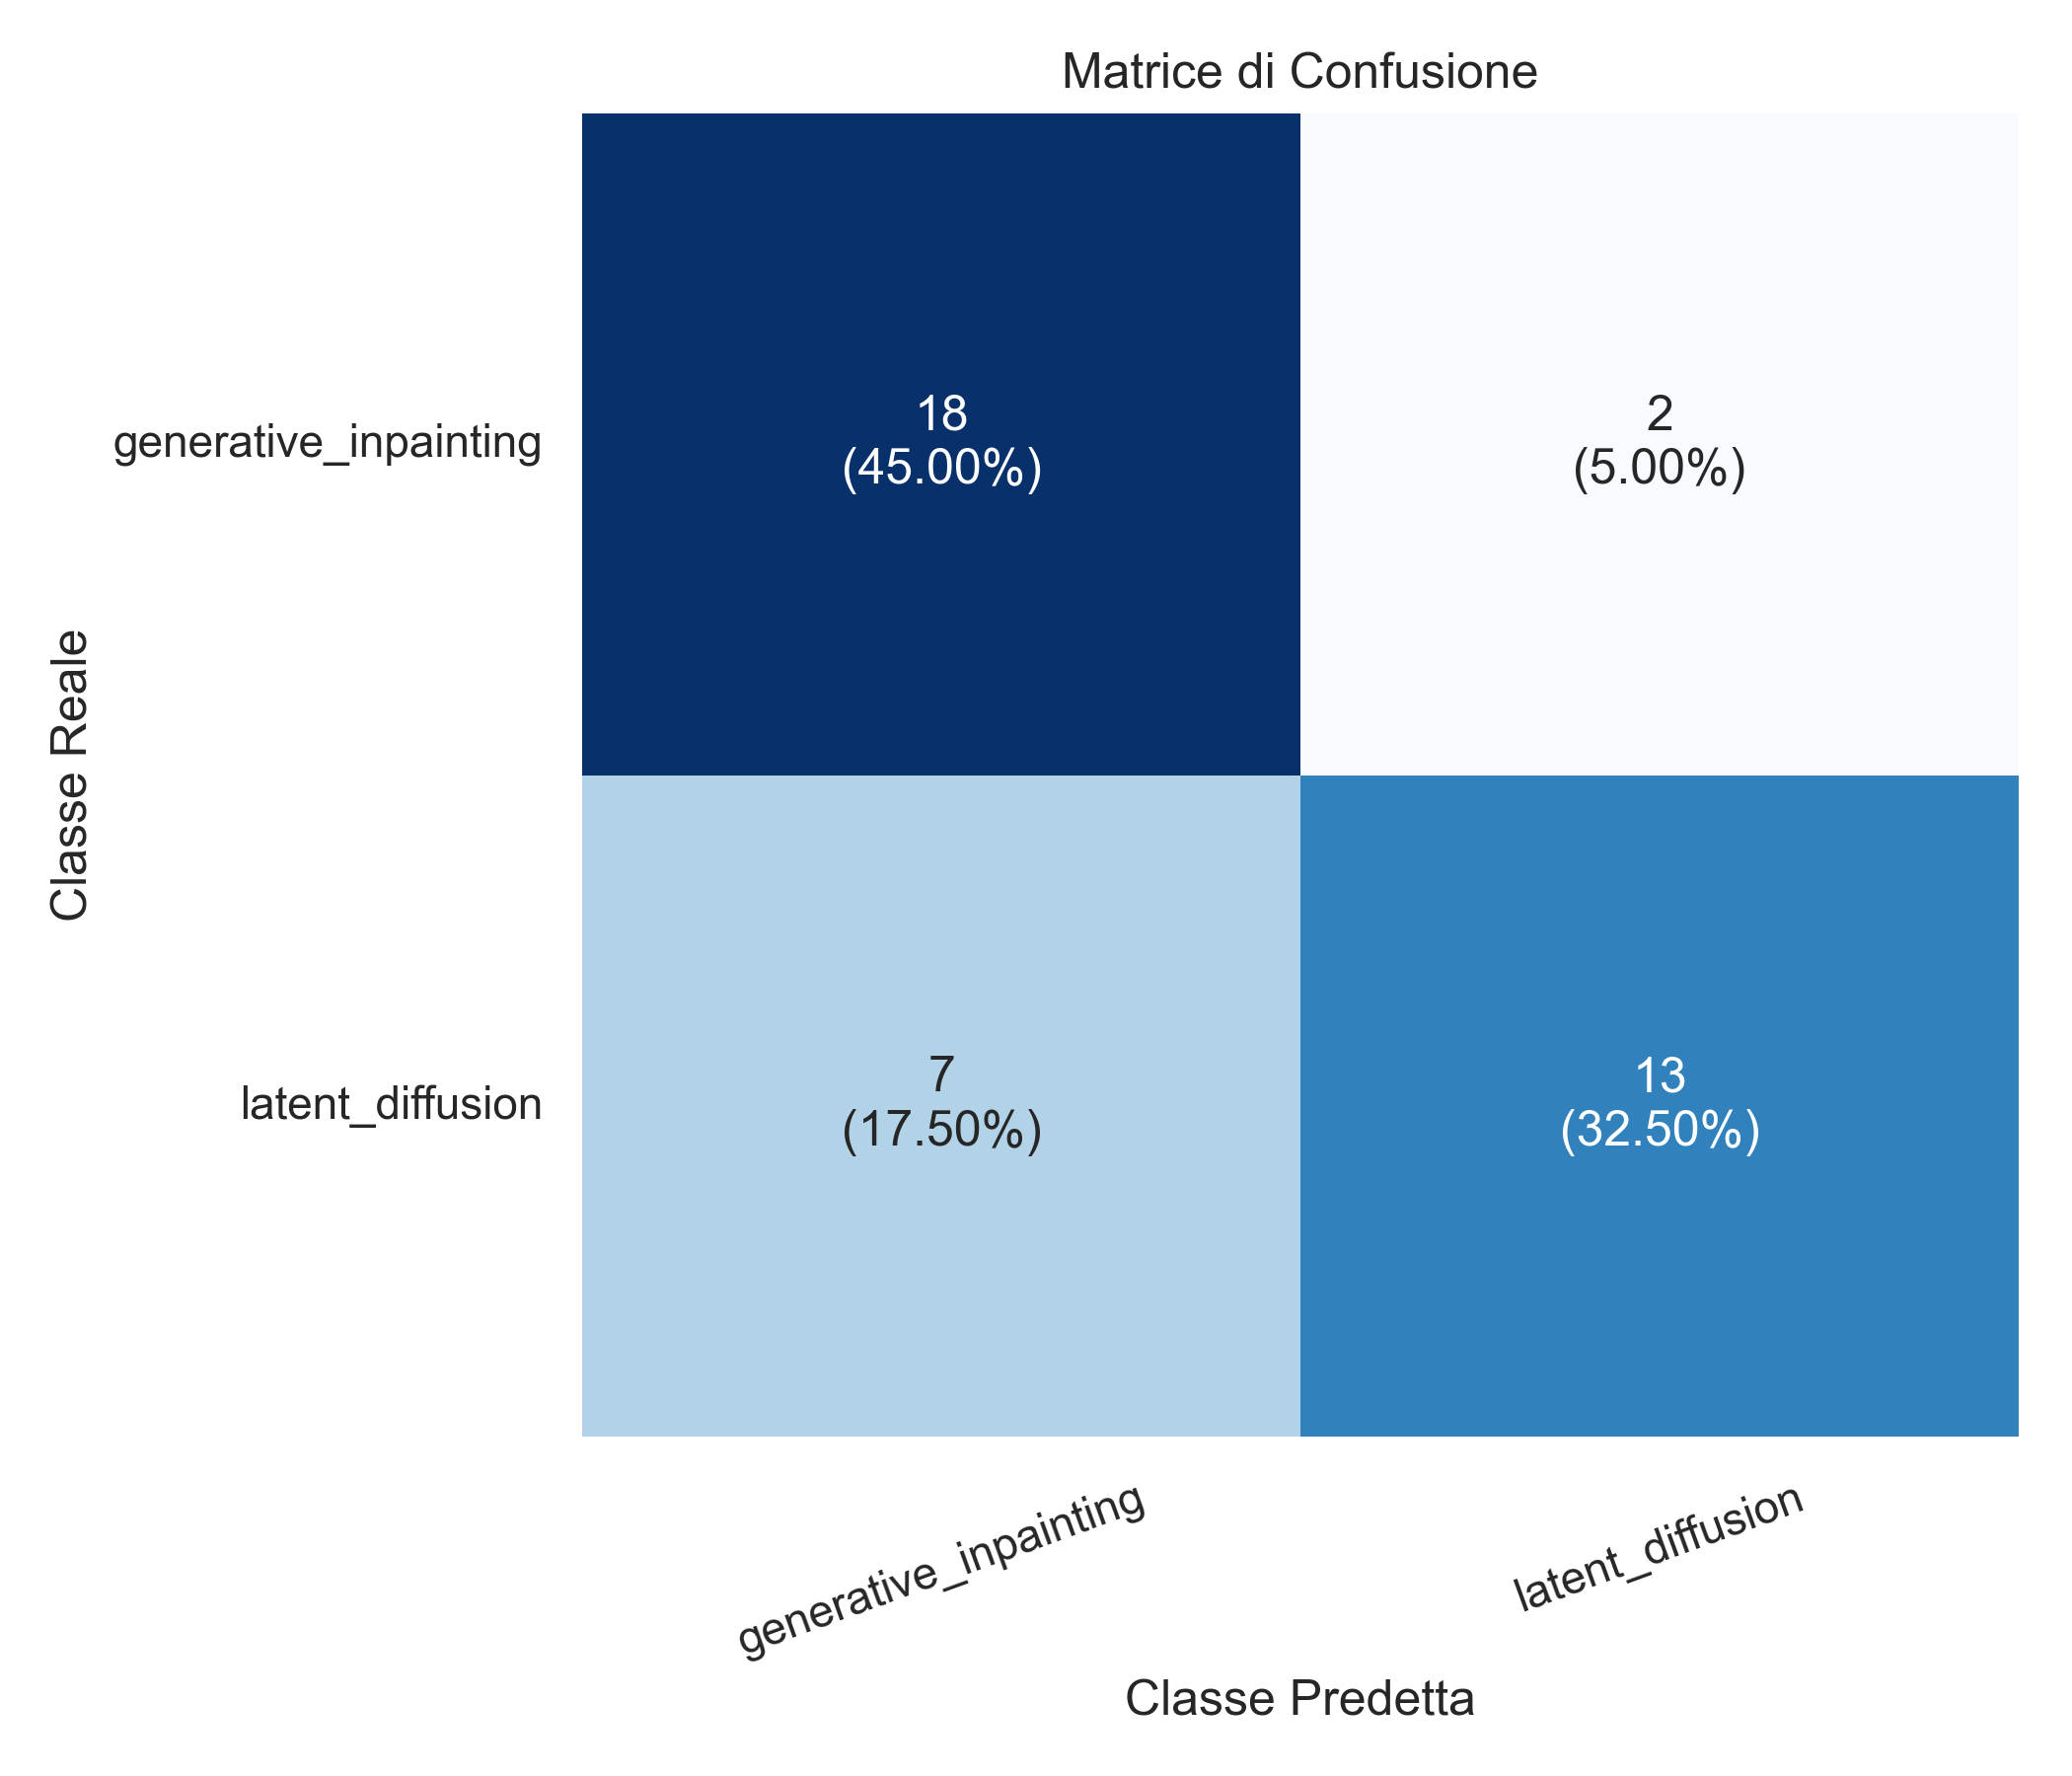 Matrice di Confusione
Classe Reale
generative_inpainting
18
(45.00%)
2
(5.00%)
latent_diffusion
7
(17.50%)
13
(32.50%)
generative_inpainting
latent_diffusion
Classe Predetta